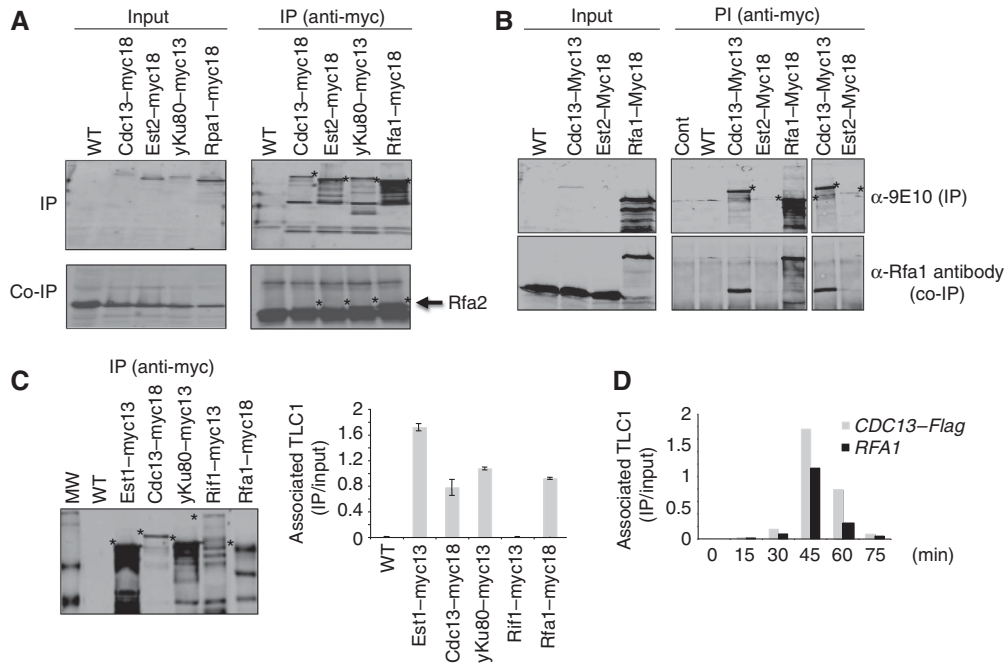 A
Input
IP (anti-myc)
WT
Cdc13–myc18
Est2–myc18
yKu80–myc13
Rpa1–myc18
WT
Cdc13–myc18
Est2–myc18
yKu80–myc13
Rfa1–myc18
IP
Co-IP
Rfa2
B
Input
PI (anti-myc)
WT
Cdc13–Myc13
Est2–Myc18
Rfa1–Myc18
Cont
WT
Cdc13–Myc13
Est2–Myc18
Rfa1–Myc18
Cdc13–Myc13
Est2–Myc18
α-9E10 (IP)
α-Rfa1 antibody
(co-IP)
C
IP (anti-myc)
MW
WT
Est1–myc13
Cdc13–myc18
yKu80–myc13
Rif1–myc13
Rfa1–myc18
Associated TLC1
(IP/input)
2
1.6
1.2
0.8
0.4
0
WT
Est1–myc13
Cdc13–myc18
yKu80–myc13
Rif1–myc13
Rfa1–myc18
D
Associated TLC1
(IP/input)
2
1.5
1
0.5
0
CDC13–Flag
RFA1
0 15 30 45 60 75 (min)